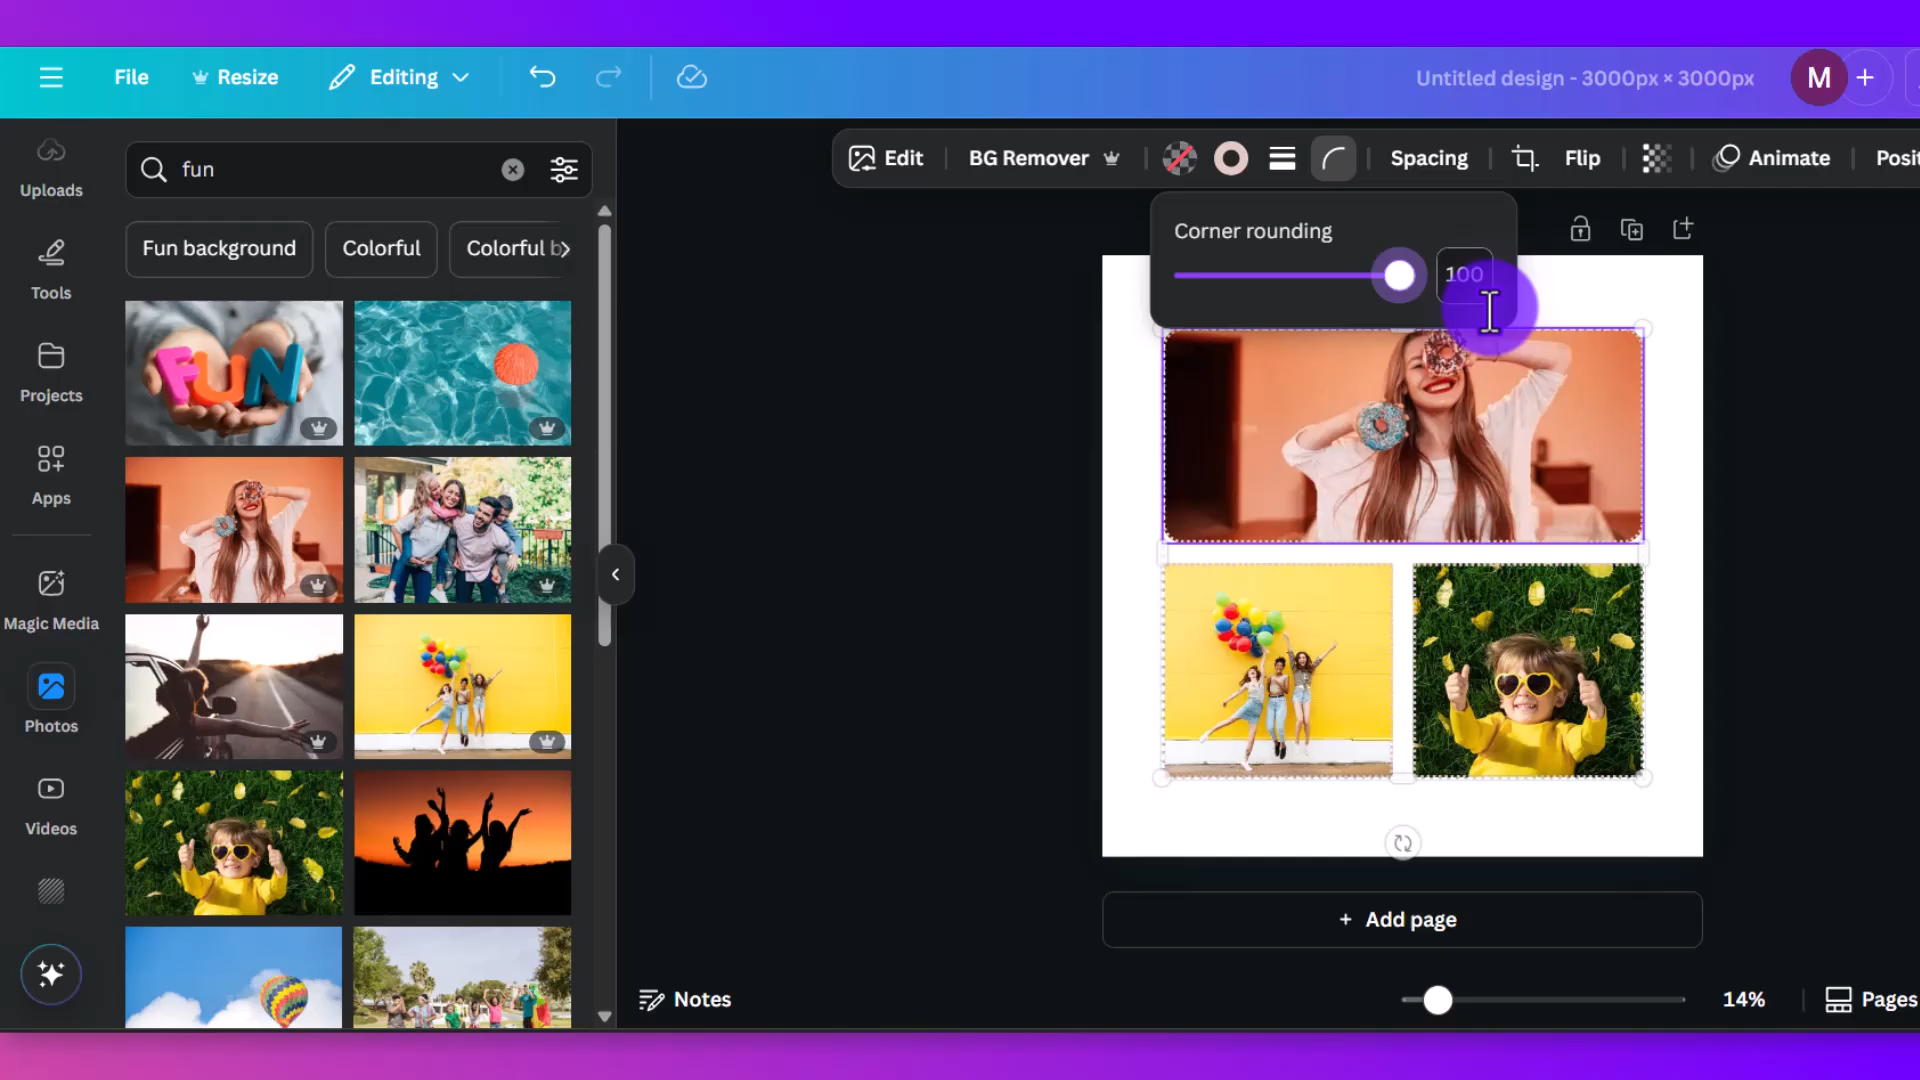 File
Resize
Editing
Untitled design - 3000px × 3000px
M
+
Uploads
Tools
Projects
Apps
Magic Media
Photos
Videos
fun
Fun background
Colorful
Colorful b
FUN
Edit
BG Remover
Spacing
Flip
Animate
Posit
Corner rounding
100
+ Add page
Notes
14%
Pages